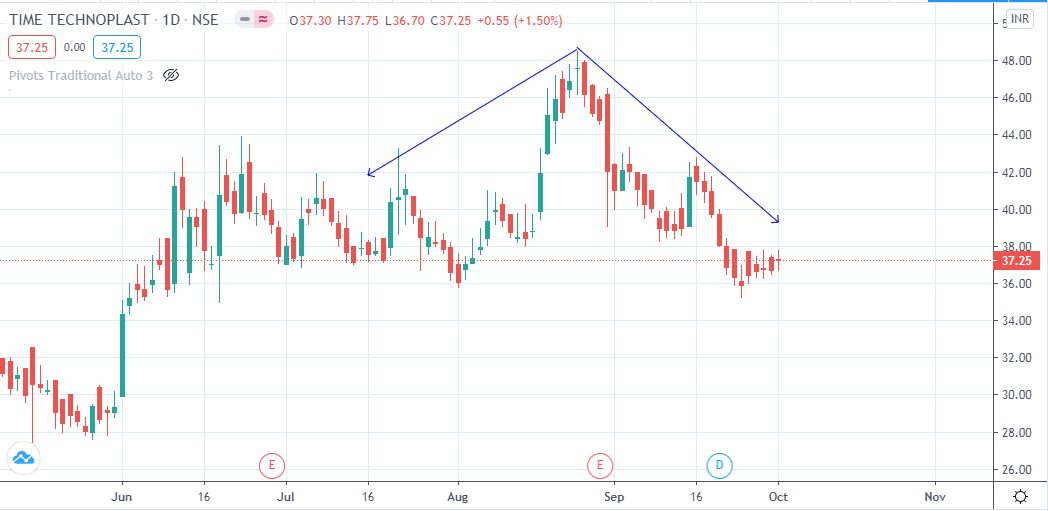 TIME TECHNOPLAST · 1D · NSE O37.30 H37.75 L36.70 C37.25 +0.55 (+1.50%)
INR
37.25 0.00 37.25
Pivots Traditional Auto 3
48.00
46.00
44.00
42.00
40.00
38.00
37.25
36.00
34.00
32.00
30.00
28.00
26.00
E E D
Jun 16 Jul 16 Aug Sep 16 Oct Nov